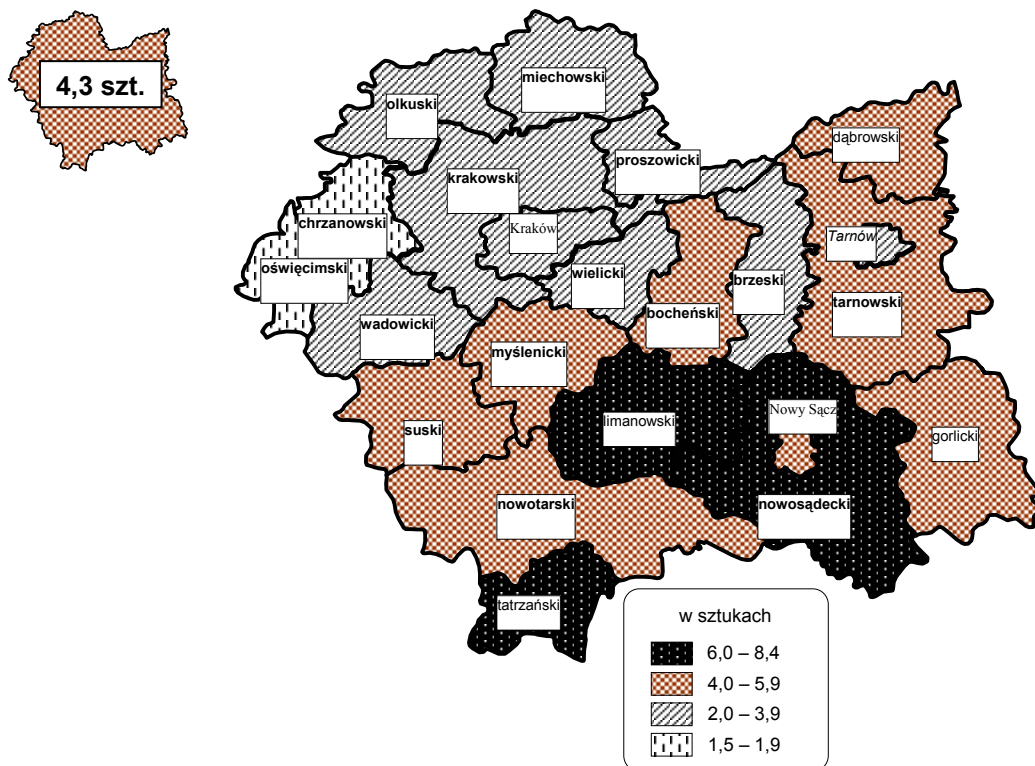 4,3 szt.
miechowski
olkuski
dąbrowski
proszowicki
krakowski
chrzanowski
Kraków
Tarnów
oświęcimski
wielicki
brzeski
bocheński
tarnowski
wadowicki
myślenicki
limanowski
Nowy Sącz
suski
gorlicki
nowotarski
nowosądecki
tatrzański
w sztukach
6,0 – 8,4
4,0 – 5,9
2,0 – 3,9
1,5 – 1,9